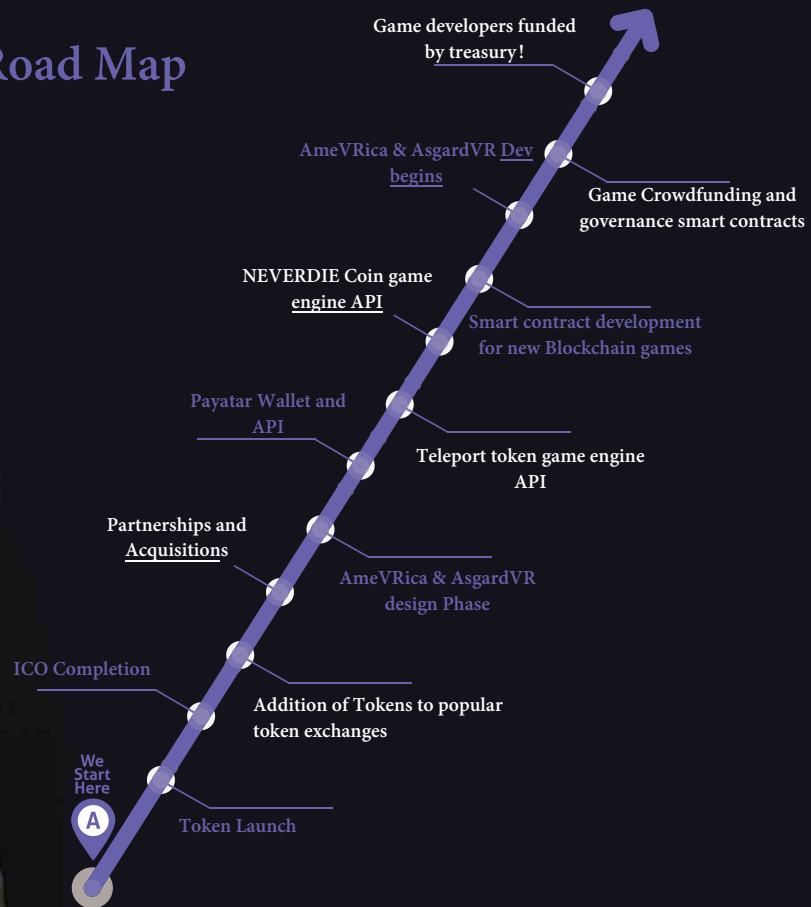 Road Map
Game developers funded
by treasury!
AmeVRica & AsgardVR Dev
begins
Game Crowdfunding and
governance smart contracts
NEVERDIE Coin game
engine API
Smart contract development
for new Blockchain games
Payatar Wallet and
API
Teleport token game engine
API
Partnerships and
Acquisitions
AmeVRica & AsgardVR
design Phase
ICO Completion
Addition of Tokens to popular
token exchanges
We
Start
Here
A
Token Launch